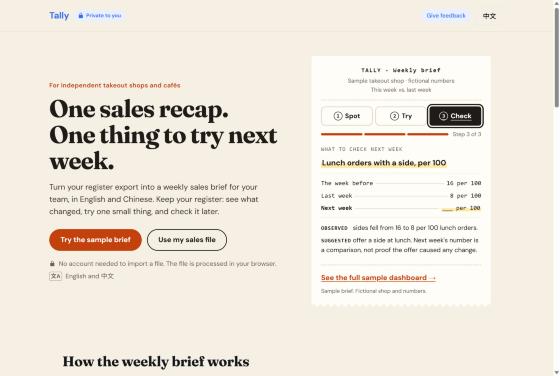 Tally
Private to you
Give feedback
中文
For independent takeout shops and cafés
One sales recap.
One thing to try next
week.
Turn your register export into a weekly sales brief for your
team, in English and Chinese. Keep your register: see what
changed, try one small thing, and check it later.
Try the sample brief
Use my sales file
No account needed to import a file. The file is processed in your browser.
文A English and 中文
TALLY · Weekly brief
Sample takeout shop · fictional numbers
This week vs. last week
1 Spot
2 Try
3 Check
Step 3 of 3
WHAT TO CHECK NEXT WEEK
Lunch orders with a side, per 100
The week before 16 per 100
Last week 8 per 100
Next week __ per 100
OBSERVED sides fell from 16 to 8 per 100 lunch orders.
SUGGESTED offer a side at lunch. Next week's number is
a comparison, not proof the offer caused any change.
See the full sample dashboard →
Sample brief. Fictional shop and numbers.
How the weekly brief works